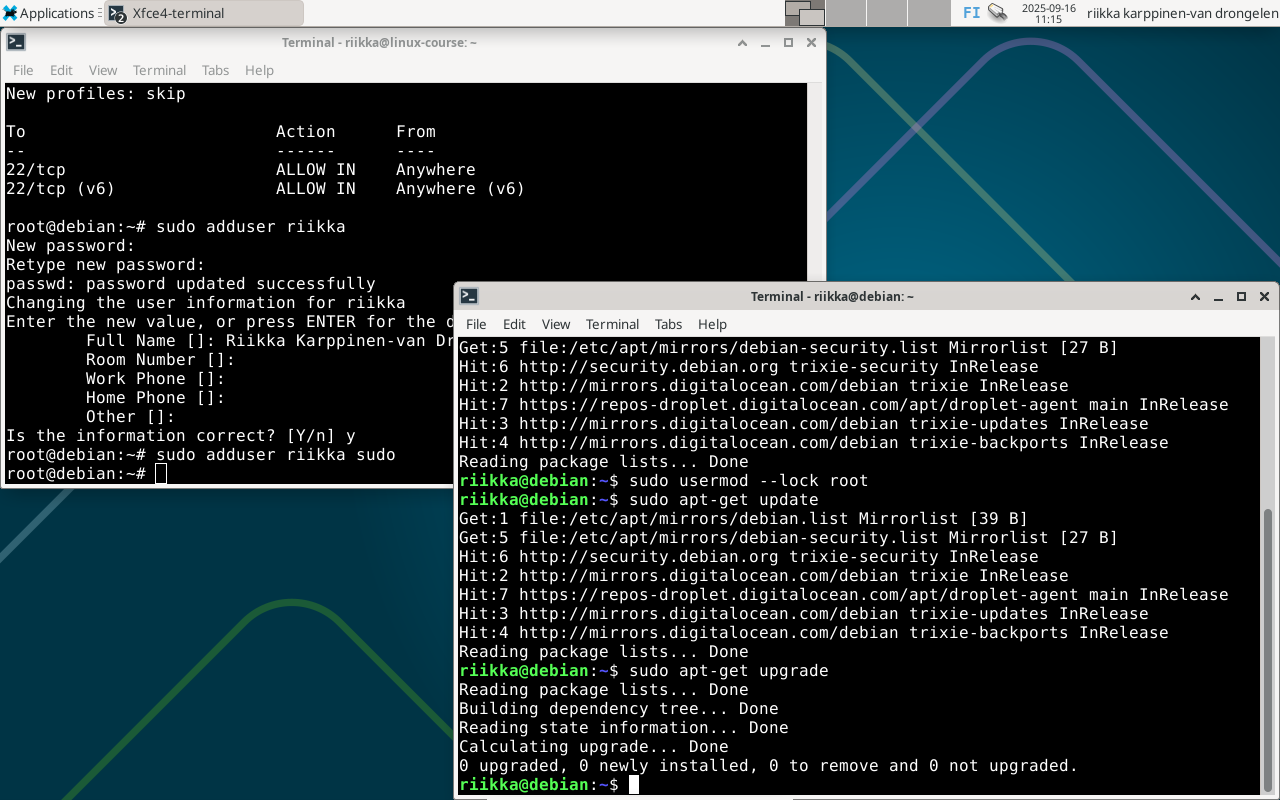 Applications
2
Xfce4-terminal
FI
2025-09-16
11:15
riikka karppinen-van drongelen
Terminal - riikka@linux-course: ~
File Edit View Terminal Tabs Help
New profiles: skip
To Action From
-- ------ ----
22/tcp ALLOW IN Anywhere
22/tcp (v6) ALLOW IN Anywhere (v6)
root@debian:~# sudo adduser riikka
New password:
Retype new password:
passwd: password updated successfully
Changing the user information for riikka
Enter the new value, or press ENTER for the d
Full Name []: Riikka Karppinen-van Dr
Room Number []:
Work Phone []:
Home Phone []:
Other []:
Is the information correct? [Y/n] y
root@debian:~# sudo adduser riikka sudo
root@debian:~#
Terminal - riikka@debian: ~
File Edit View Terminal Tabs Help
Get:5 file:/etc/apt/mirrors/debian-security.list Mirrorlist [27 B]
Hit:6 http://security.debian.org trixie-security InRelease
Hit:2 http://mirrors.digitalocean.com/debian trixie InRelease
Hit:7 https://repos-droplet.digitalocean.com/apt/droplet-agent main InRelease
Hit:3 http://mirrors.digitalocean.com/debian trixie-updates InRelease
Hit:4 http://mirrors.digitalocean.com/debian trixie-backports InRelease
Reading package lists... Done
riikka@debian:~$ sudo usermod --lock root
riikka@debian:~$ sudo apt-get update
Get:1 file:/etc/apt/mirrors/debian.list Mirrorlist [39 B]
Get:5 file:/etc/apt/mirrors/debian-security.list Mirrorlist [27 B]
Hit:6 http://security.debian.org trixie-security InRelease
Hit:2 http://mirrors.digitalocean.com/debian trixie InRelease
Hit:7 https://repos-droplet.digitalocean.com/apt/droplet-agent main InRelease
Hit:3 http://mirrors.digitalocean.com/debian trixie-updates InRelease
Hit:4 http://mirrors.digitalocean.com/debian trixie-backports InRelease
Reading package lists... Done
riikka@debian:~$ sudo apt-get upgrade
Reading package lists... Done
Building dependency tree... Done
Reading state information... Done
Calculating upgrade... Done
0 upgraded, 0 newly installed, 0 to remove and 0 not upgraded.
riikka@debian:~$